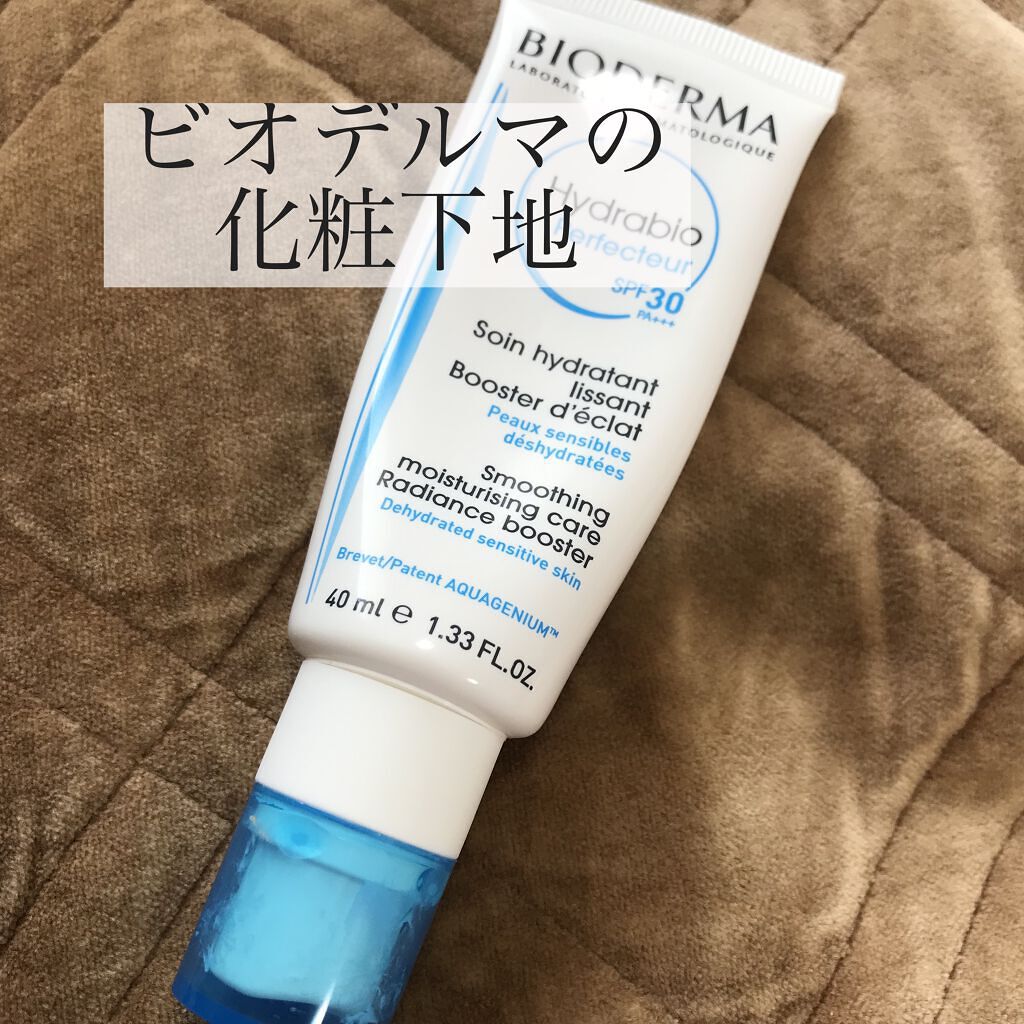 BIODERMA
ビオデルマの
化粧下地
Hydrabio
Perfecteur
SPF30
PA+++
Soin hydratant
lissant
Booster d'éclat
Peaux sensibles
déshydratées
Smoothing
moisturising care
Radiance booster
Dehydrated sensitive skin
Brevet/Patent AQUAGENIUM™
40 ml e 1.33 FL.OZ.